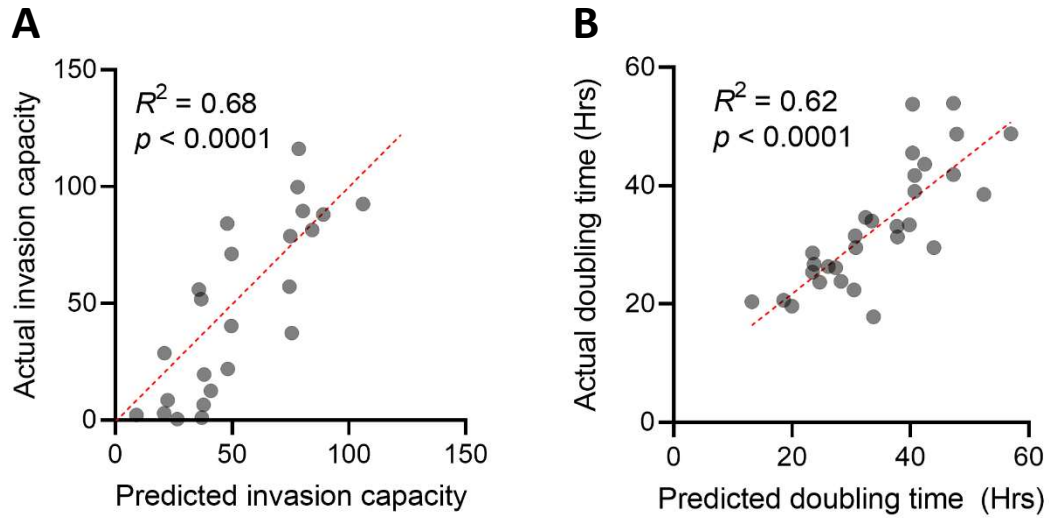 A
Actual invasion capacity
150
100
50
0
R² = 0.68
p < 0.0001
0 50 100 150
Predicted invasion capacity
B
Actual doubling time (Hrs)
60
40
20
0
R² = 0.62
p < 0.0001
0 20 40 60
Predicted doubling time (Hrs)